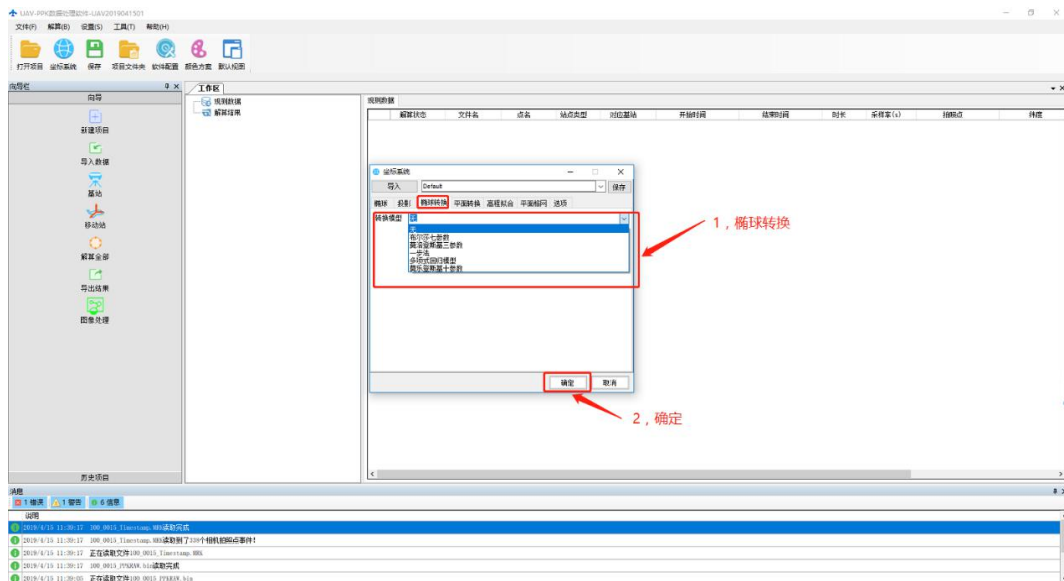 UAV-PPK数据处理软件-UAV2019041501
文件(F) 解算(B) 设置(S) 工具(T) 帮助(H)
打开项目 坐标系统 保存 项目文件夹 软件配置 颜色方案 默认视图
向导栏
向导
新建项目
导入数据
基站
移动站
解算全部
导出结果
图像处理
历史项目
工作区
观测数据
解算结果
观测数据
解算状态 文件名 点名 站点类型 对应基站 开始时间 结束时间 时长 采样率(s) 拍照点 纬度
坐标系统
导入 Default 保存
椭球 投影 椭球转换 平面转换 高程拟合 平面格网 选项
转换模型 无
无
布尔莎七参数
莫洛登斯基三参数
一步法
多项式回归模型
莫洛登斯基十参数
确定 取消
1，椭球转换
2，确定
消息
1 错误 1 警告 6 信息
说明
2019/4/15 11:39:17 100_0015_Timestamp.MRK读取完成
2019/4/15 11:39:17 100_0015_Timestamp.MRK读取到了339个相机拍照点事件!
2019/4/15 11:39:17 正在读取文件100_0015_Timestamp.MRK
2019/4/15 11:39:17 100_0015_PPKRAW.bin读取完成
2019/4/15 11:39:05 正在读取文件100_0015_PPKRAW.bin